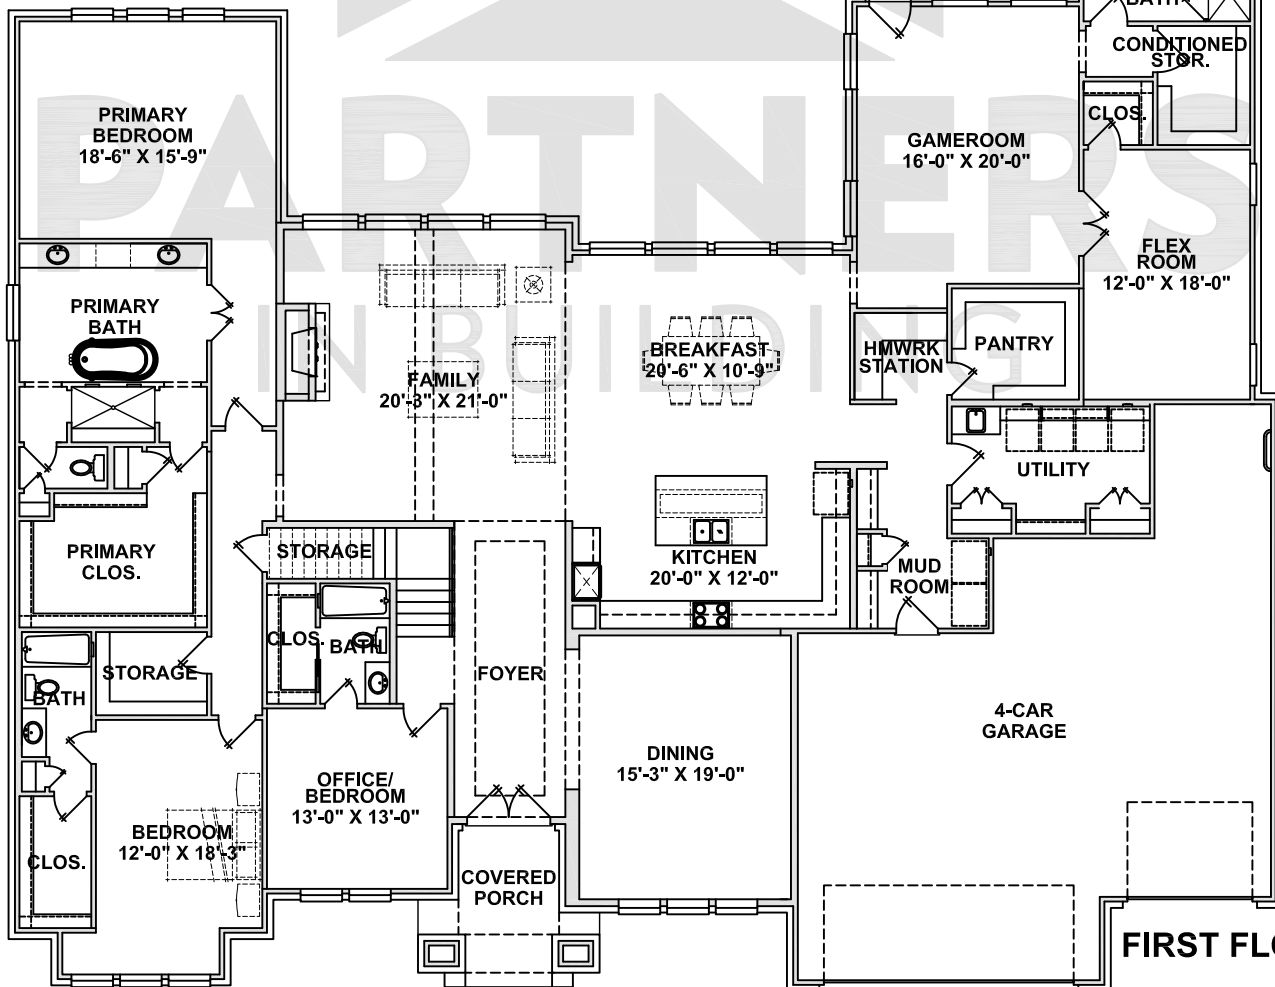 BATH
CONDITIONED
STOR.
CLOS.
PRIMARY
BEDROOM
18'-6" X 15'-9"
GAMEROOM
16'-0" X 20'-0"
PARTNERS
IN BUILDING
FLEX
ROOM
12'-0" X 18'-0"
PRIMARY
BATH
FAMILY
20'-3" X 21'-0"
BREAKFAST
20'-6" X 10'-9"
HMWRK
STATION
PANTRY
UTILITY
PRIMARY
CLOS.
STORAGE
KITCHEN
20'-0" X 12'-0"
MUD
ROOM
CLOS.
BATH
STORAGE
BATH
FOYER
4-CAR
GARAGE
DINING
15'-3" X 19'-0"
OFFICE/
BEDROOM
13'-0" X 13'-0"
BEDROOM
12'-0" X 18'-3"
CLOS.
COVERED
PORCH
FIRST FLO